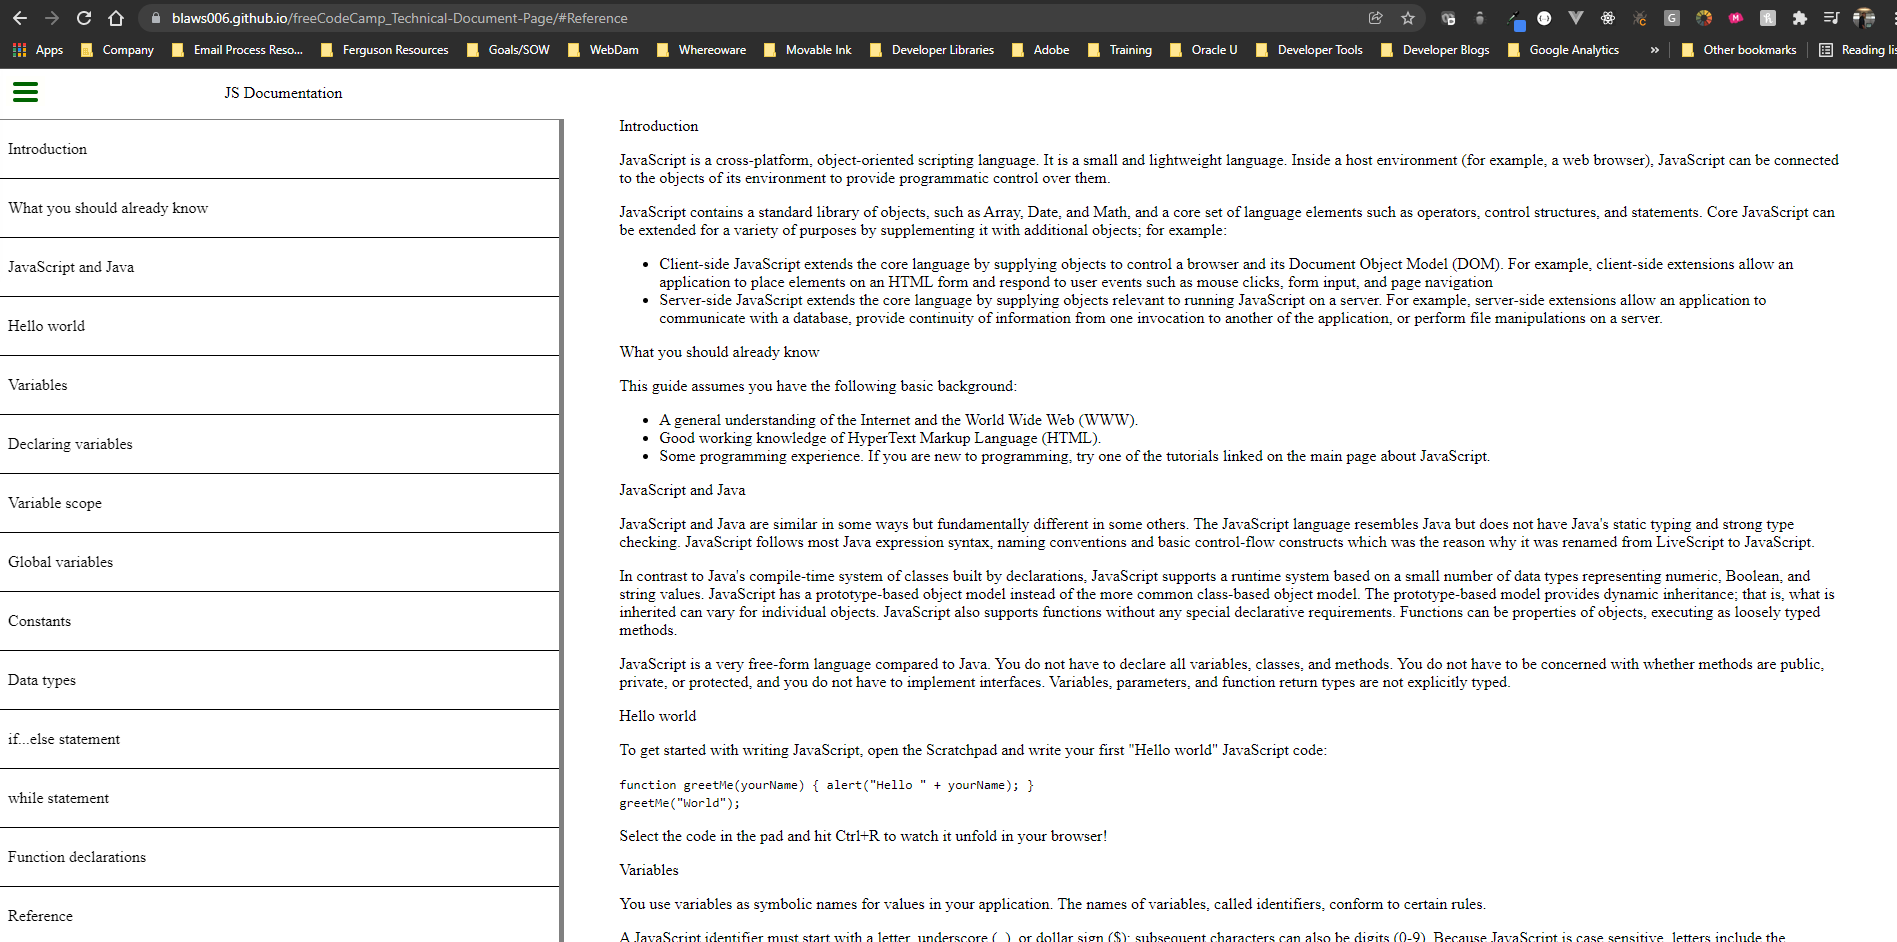 blaws006.github.io/freeCodeCamp_Technical-Document-Page/#Reference
Apps Company Email Process Reso... Ferguson Resources Goals/SOW WebDam Whereoware Movable Ink Developer Libraries Adobe Training Oracle U Developer Tools Developer Blogs Google Analytics » Other bookmarks Reading lis
JS Documentation
Introduction
What you should already know
JavaScript and Java
Hello world
Variables
Declaring variables
Variable scope
Global variables
Constants
Data types
if...else statement
while statement
Function declarations
Reference
Introduction
JavaScript is a cross-platform, object-oriented scripting language. It is a small and lightweight language. Inside a host environment (for example, a web browser), JavaScript can be connected
to the objects of its environment to provide programmatic control over them.
JavaScript contains a standard library of objects, such as Array, Date, and Math, and a core set of language elements such as operators, control structures, and statements. Core JavaScript can
be extended for a variety of purposes by supplementing it with additional objects; for example:
• Client-side JavaScript extends the core language by supplying objects to control a browser and its Document Object Model (DOM). For example, client-side extensions allow an
application to place elements on an HTML form and respond to user events such as mouse clicks, form input, and page navigation
• Server-side JavaScript extends the core language by supplying objects relevant to running JavaScript on a server. For example, server-side extensions allow an application to
communicate with a database, provide continuity of information from one invocation to another of the application, or perform file manipulations on a server.
What you should already know
This guide assumes you have the following basic background:
• A general understanding of the Internet and the World Wide Web (WWW).
• Good working knowledge of HyperText Markup Language (HTML).
• Some programming experience. If you are new to programming, try one of the tutorials linked on the main page about JavaScript.
JavaScript and Java
JavaScript and Java are similar in some ways but fundamentally different in some others. The JavaScript language resembles Java but does not have Java's static typing and strong type
checking. JavaScript follows most Java expression syntax, naming conventions and basic control-flow constructs which was the reason why it was renamed from LiveScript to JavaScript.
In contrast to Java's compile-time system of classes built by declarations, JavaScript supports a runtime system based on a small number of data types representing numeric, Boolean, and
string values. JavaScript has a prototype-based object model instead of the more common class-based object model. The prototype-based model provides dynamic inheritance; that is, what is
inherited can vary for individual objects. JavaScript also supports functions without any special declarative requirements. Functions can be properties of objects, executing as loosely typed
methods.
JavaScript is a very free-form language compared to Java. You do not have to declare all variables, classes, and methods. You do not have to be concerned with whether methods are public,
private, or protected, and you do not have to implement interfaces. Variables, parameters, and function return types are not explicitly typed.
Hello world
To get started with writing JavaScript, open the Scratchpad and write your first "Hello world" JavaScript code:
function greetMe(yourName) { alert("Hello " + yourName); }
greetMe("World");
Select the code in the pad and hit Ctrl+R to watch it unfold in your browser!
Variables
You use variables as symbolic names for values in your application. The names of variables, called identifiers, conform to certain rules.
A JavaScript identifier must start with a letter, underscore (_), or dollar sign ($); subsequent characters can also be digits (0-9). Because JavaScript is case sensitive, letters include the